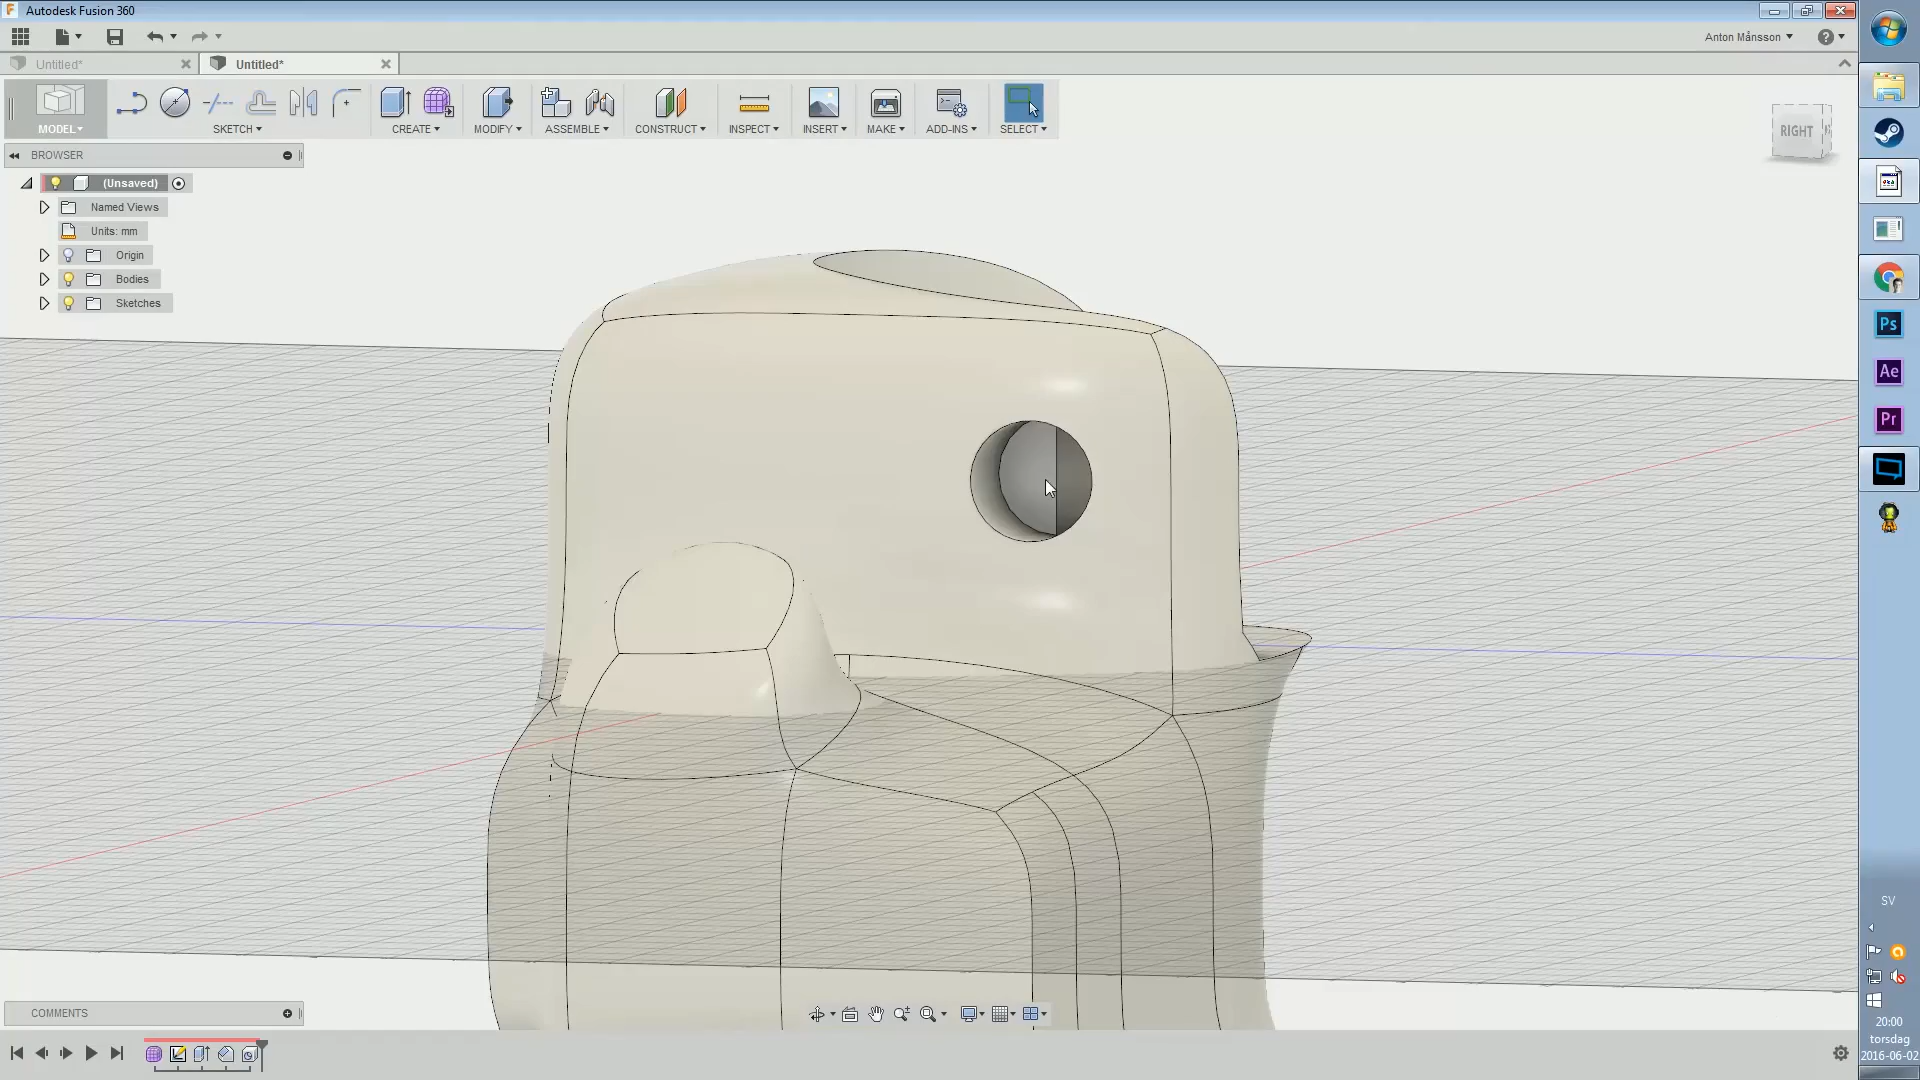 Autodesk Fusion 360
Anton Månsson
Untitled*
Untitled*
MODEL
SKETCH
CREATE
MODIFY
ASSEMBLE
CONSTRUCT
INSPECT
INSERT
MAKE
ADD-INS
SELECT
RIGHT
BROWSER
(Unsaved)
Named Views
Units: mm
Origin
Bodies
Sketches
Ps
Ae
Pr
SV
COMMENTS
20:00
torsdag
2016-06-02